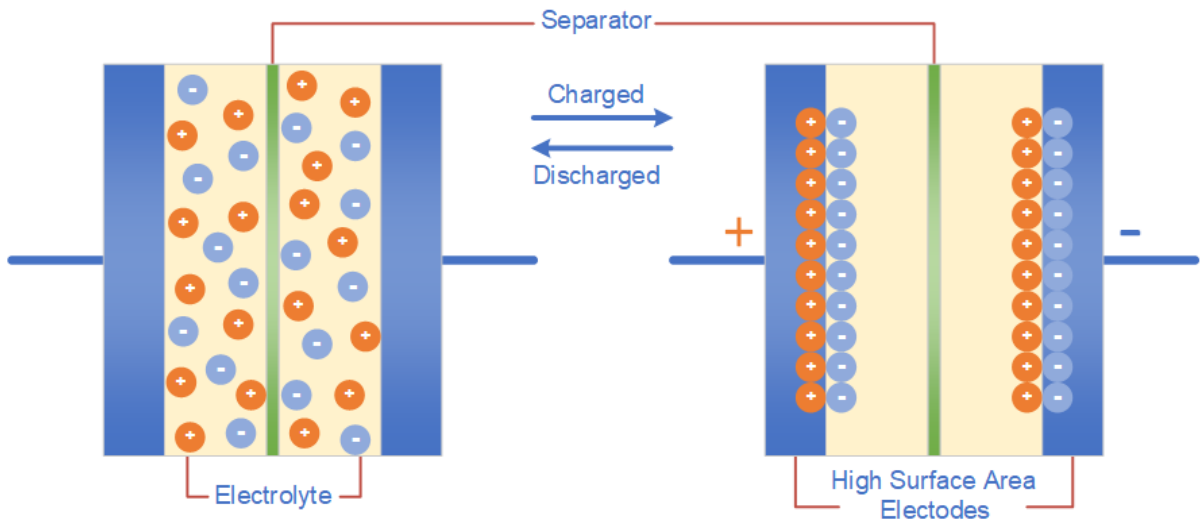 Separator
Charged
Discharged
+
-
Electrolyte
High Surface Area
Electodes